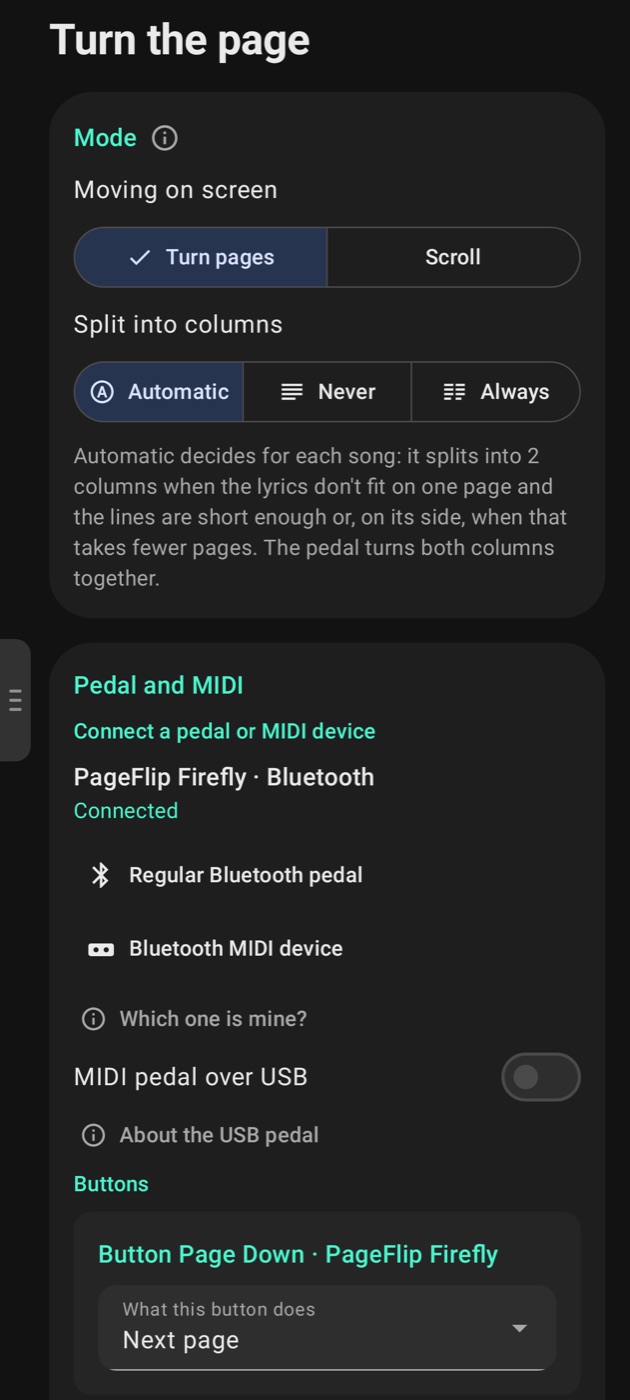 Turn the page
Mode
Moving on screen
Turn pages
Scroll
Split into columns
Automatic
Never
Always
Automatic decides for each song: it splits into 2
columns when the lyrics don't fit on one page and
the lines are short enough or, on its side, when that
takes fewer pages. The pedal turns both columns
together.
Pedal and MIDI
Connect a pedal or MIDI device
PageFlip Firefly · Bluetooth
Connected
Regular Bluetooth pedal
Bluetooth MIDI device
Which one is mine?
MIDI pedal over USB
About the USB pedal
Buttons
Button Page Down · PageFlip Firefly
What this button does
Next page